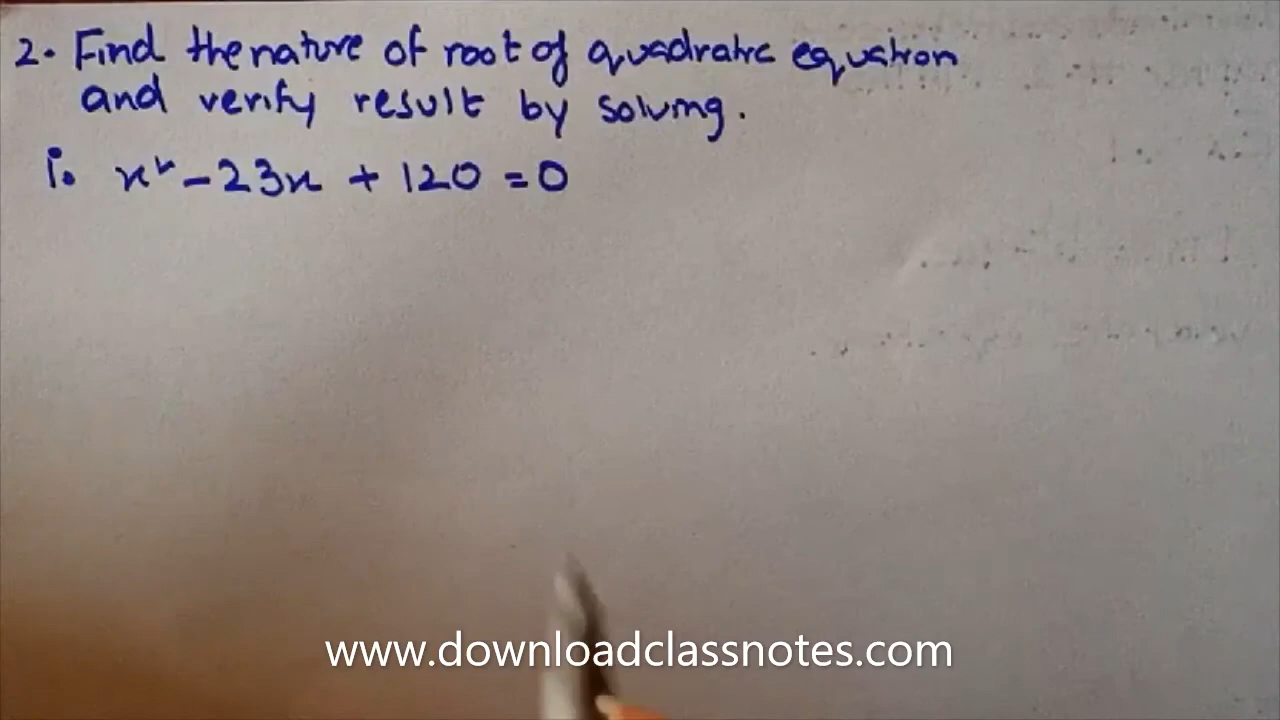 2. Find the nature of root of quadratic equation
and verify result by solving.
i. x² - 23x + 120 = 0
www.downloadclassnotes.com